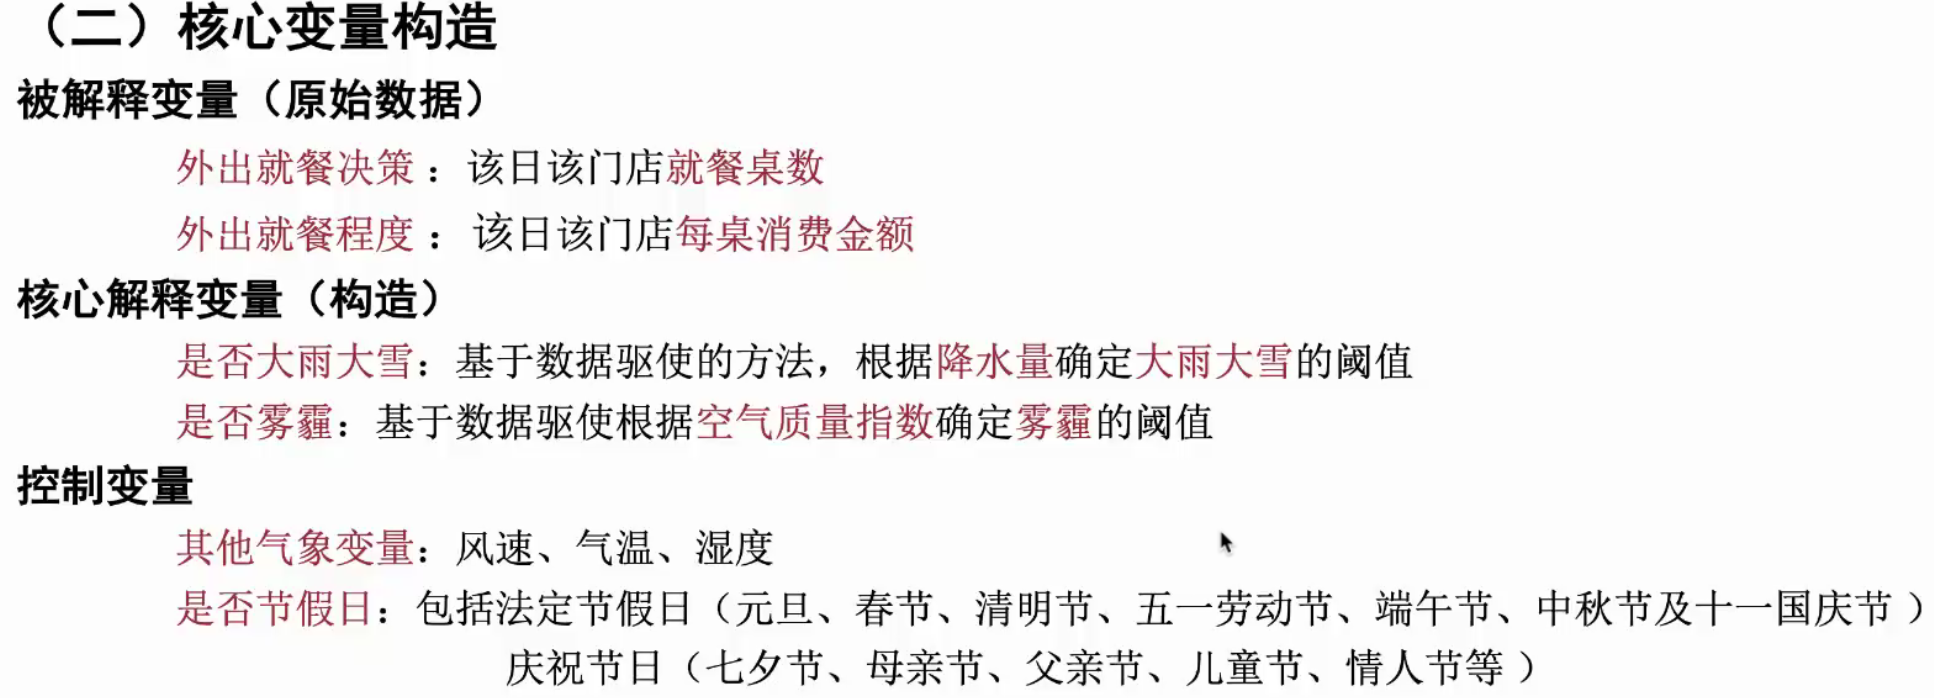 （二）核心变量构造
被解释变量（原始数据）
外出就餐决策：该日该门店就餐桌数
外出就餐程度：该日该门店每桌消费金额
核心解释变量（构造）
是否大雨大雪：基于数据驱使的方法，根据降水量确定大雨大雪的阈值
是否雾霾：基于数据驱使根据空气质量指数确定雾霾的阈值
控制变量
其他气象变量：风速、气温、湿度
是否节假日：包括法定节假日（元旦、春节、清明节、五一劳动节、端午节、中秋节及十一国庆节）
庆祝节日（七夕节、母亲节、父亲节、儿童节、情人节等）